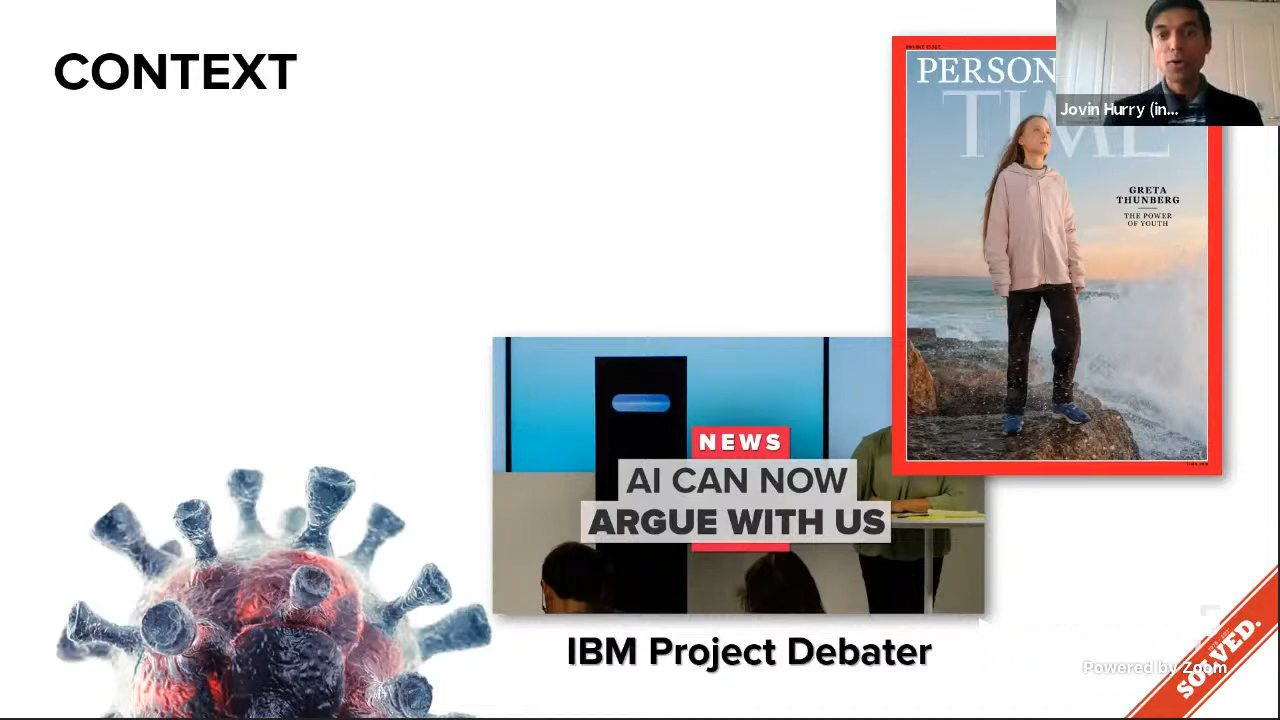 CONTEXT
PERSON
TIME
GRETA
THUNBERG
THE POWER
OF YOUTH
Jovin Hurry (in...
NEWS
AI CAN NOW
ARGUE WITH US
IBM Project Debater
Powered by Zoom
SOLVED.